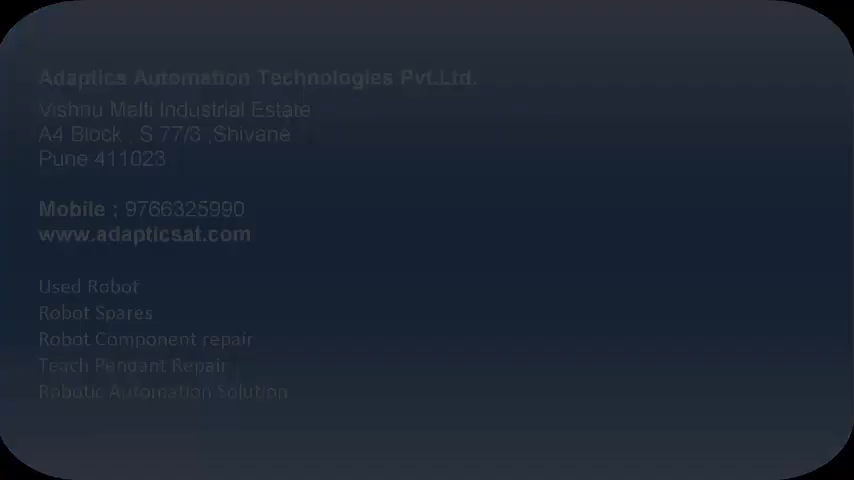 Adaptics Automation Technologies Pvt.Ltd.
Vishnu Malti Industrial Estate
A4 Block , S 77/3 ,Shivane
Pune 411023
Mobile : 9766325990
www.adapticsat.com
Used Robot
Robot Spares
Robot Component repair
Teach Pendant Repair
Robotic Automation Solution